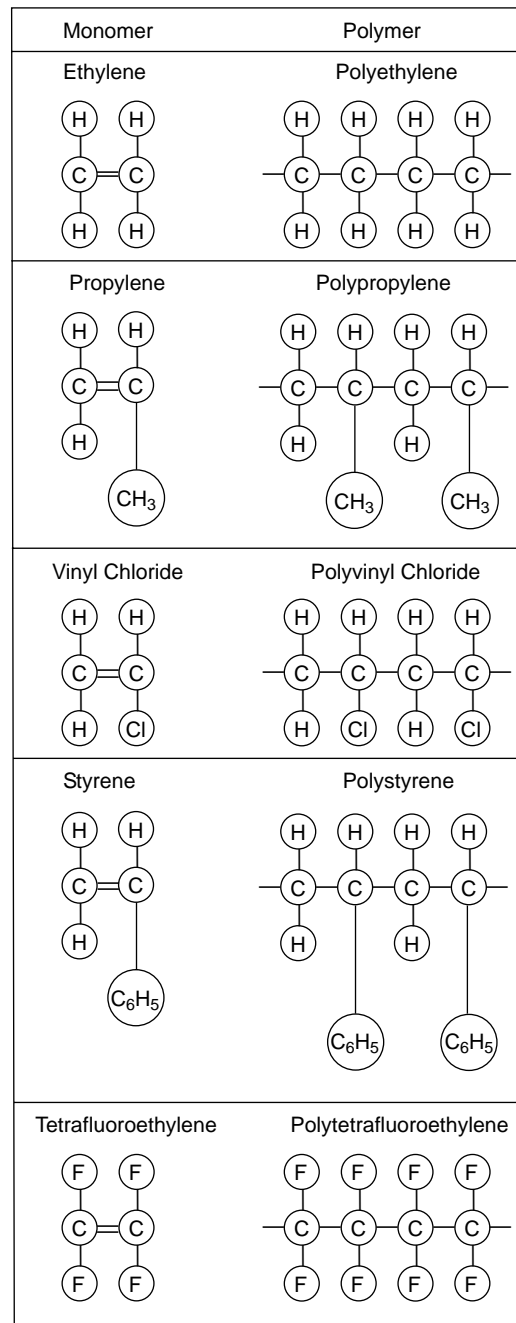 Monomer Polymer
Ethylene Polyethylene
H H H H H H
C C C C C C
H H H H H H
Propylene Polypropylene
H H H H H H
C C C C C C
H H H
CH₃ CH₃ CH₃
Vinyl Chloride Polyvinyl Chloride
H H H H H H
C C C C C C
H Cl H Cl H Cl
Styrene Polystyrene
H H H H H H
C C C C C C
H H H
C₆H₅
C₆H₅ C₆H₅
Tetrafluoroethylene Polytetrafluoroethylene
F F F F F F
C C C C C C
F F F F F F